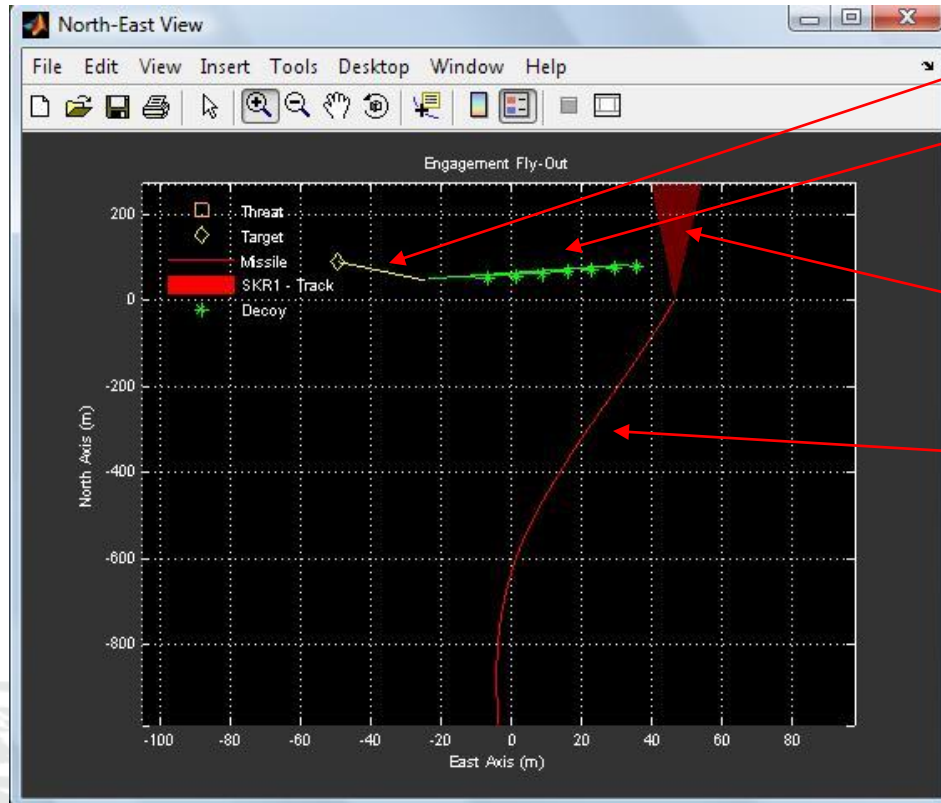 North-East View
File Edit View Insert Tools Desktop Window Help
Engagement Fly-Out
Threat
Target
Missile
SKR1 - Track
Decoy
200
0
-200
-400
-600
-800
North Axis (m)
-100 -80 -60 -40 -20 0 20 40 60 80
East Axis (m)